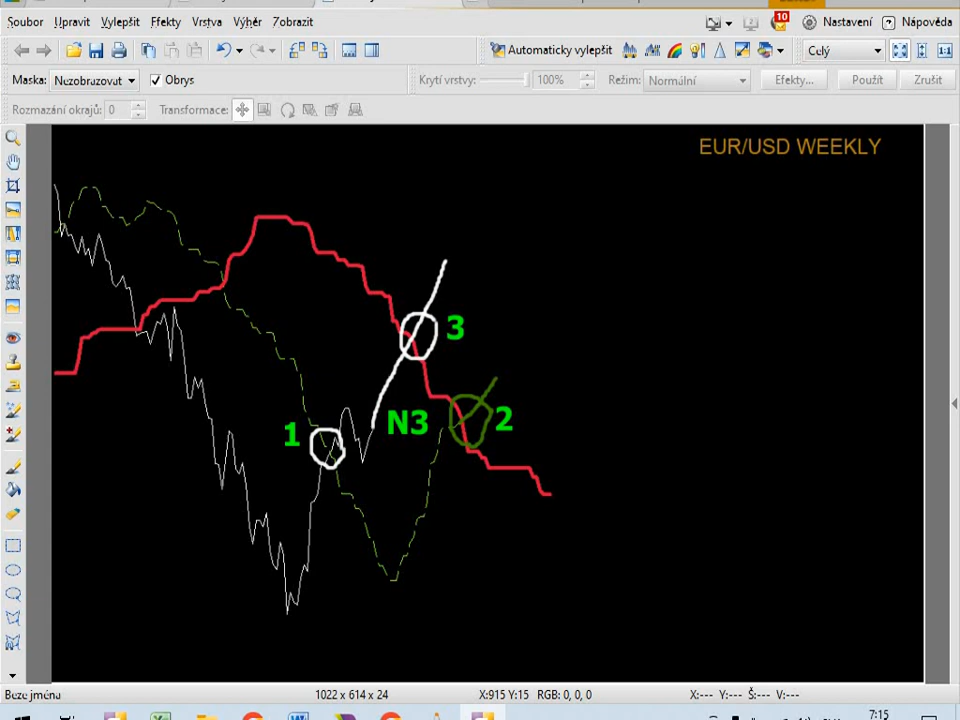 Soubor Upravit Vylepšit Efekty Vrstva Výběr Zobrazit 10 Nastavení ? Nápověda
Automaticky vylepšit Celý 1:1
Maska: Nezobrazovat Obrys Krytí vrstvy: 100% Režim: Normální Efekty... Použít Zrušit
Rozmazání okrajů: 0 Transformace:
EUR/USD WEEKLY
3
N3 2
1
Beze jména 1022 x 614 x 24 X:915 Y:15 RGB: 0, 0, 0 X:--- Y:--- Š:--- V:---
7:15